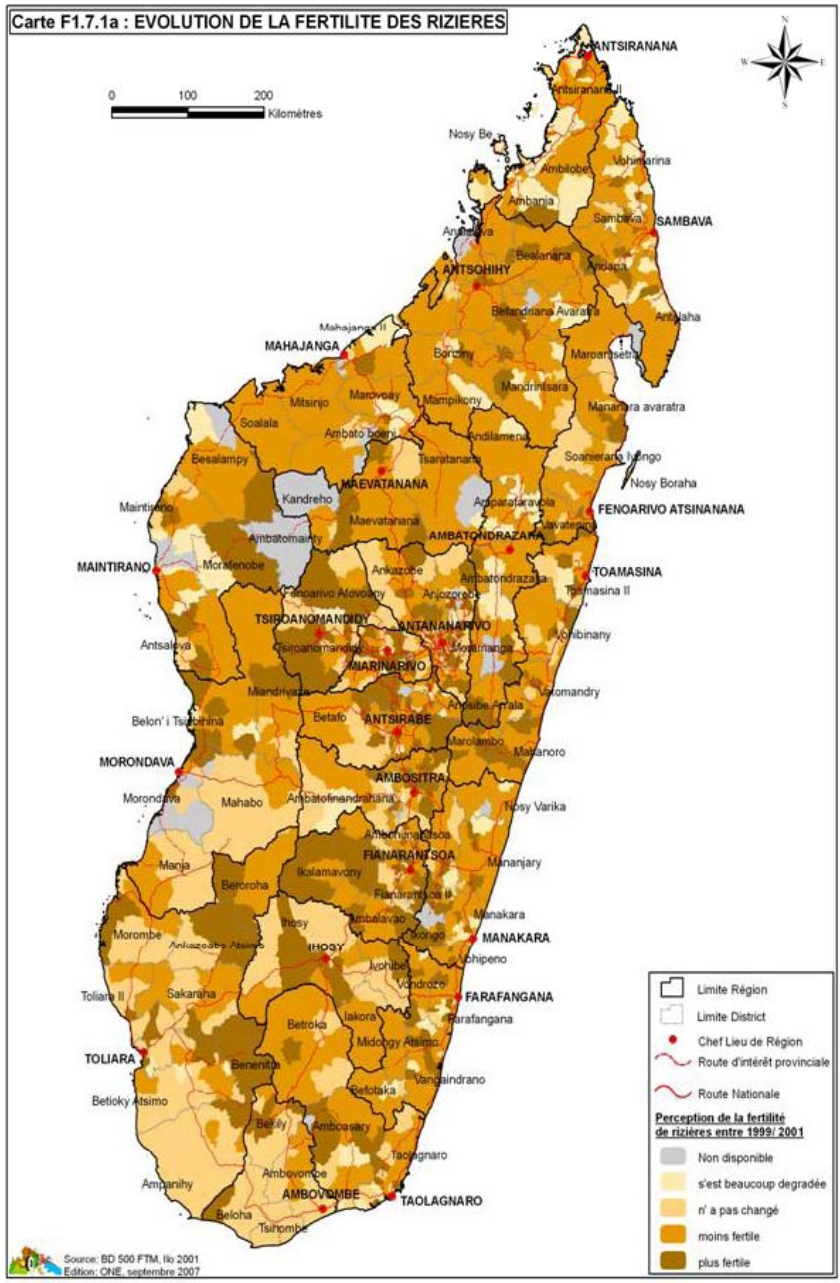 Carte F1.7.1a : EVOLUTION DE LA FERTILITE DES RIZIERES
N
W
E
S
0 100 200
Kilomètres
ANTSIRANANA
Antsiranana II
Nosy Be
Vohimarina
Ambilobe
Ambanja
Sambava
SAMBAVA
Analalava
Bealanana
Andapa
ANTSOHIHY
Befandriana Avaratra
Antalaha
Mahajanga II
MAHAJANGA
Boriziny
Maroantsetra
Marovoay
Mandritsara
Mitsinjo
Mampikony
Mananara avaratra
Soalala
Ambato boeni
Andilamena
Besalampy
Tsaratanana
Soanierana Ivongo
MAEVATANANA
Nosy Boraha
Kandreho
Maintirano
Amparafaravola
FENOARIVO ATSINANANA
Maevatanana
Vavatenina
Ambatomainty
AMBATONDRAZAKA
MAINTIRANO
Morafenobe
Ankazobe
Ambatondrazaka
TOAMASINA
Fenoarivo Afovoany
Anjozorobe
Toamasina II
TSIROANOMANDIDY
ANTANANARIVO
Vohibinany
Antsalova
Tsiroanomandidy
Moramanga
MIARINARIVO
Miandrivazo
Vatomandry
Anosibe An'ala
Belon' i Tsiribihina
Betafo
ANTSIRABE
Marolambo
Mahanoro
MORONDAVA
AMBOSITRA
Morondava
Mahabo
Ambatofinandrahana
Nosy Varika
Ambohimahasoa
FIANARANTSOA
Manja
Mananjary
Beroroha
Ikalamavony
Fianarantsoa II
Manakara
Ihosy
Ambalavao
Morombe
Ikongo
MANAKARA
Ankazoabo Atsimo
IHOSY
Vohipeno
Ivohibe
Vondrozo
Toliara II
Sakaraha
FARAFANGANA
Iakora
Farafangana
Betroka
Midongy Atsimo
TOLIARA
Benenitra
Vangaindrano
Befotaka
Betioky Atsimo
Bekily
Amboasary
Taolagnaro
Ampanihy
Ambovombe
AMBOVOMBE
TAOLAGNARO
Beloha
Tsihombe
Limite Région
Limite District
Chef Lieu de Région
Route d'intérêt provinciale
Route Nationale
Perception de la fertilité
de rizières entre 1999/ 2001
Non disponible
s'est beaucoup degradée
n' a pas changé
moins fertile
plus fertile
Source: BD 500 FTM, Ilo 2001
Edition: ONE, septembre 2007